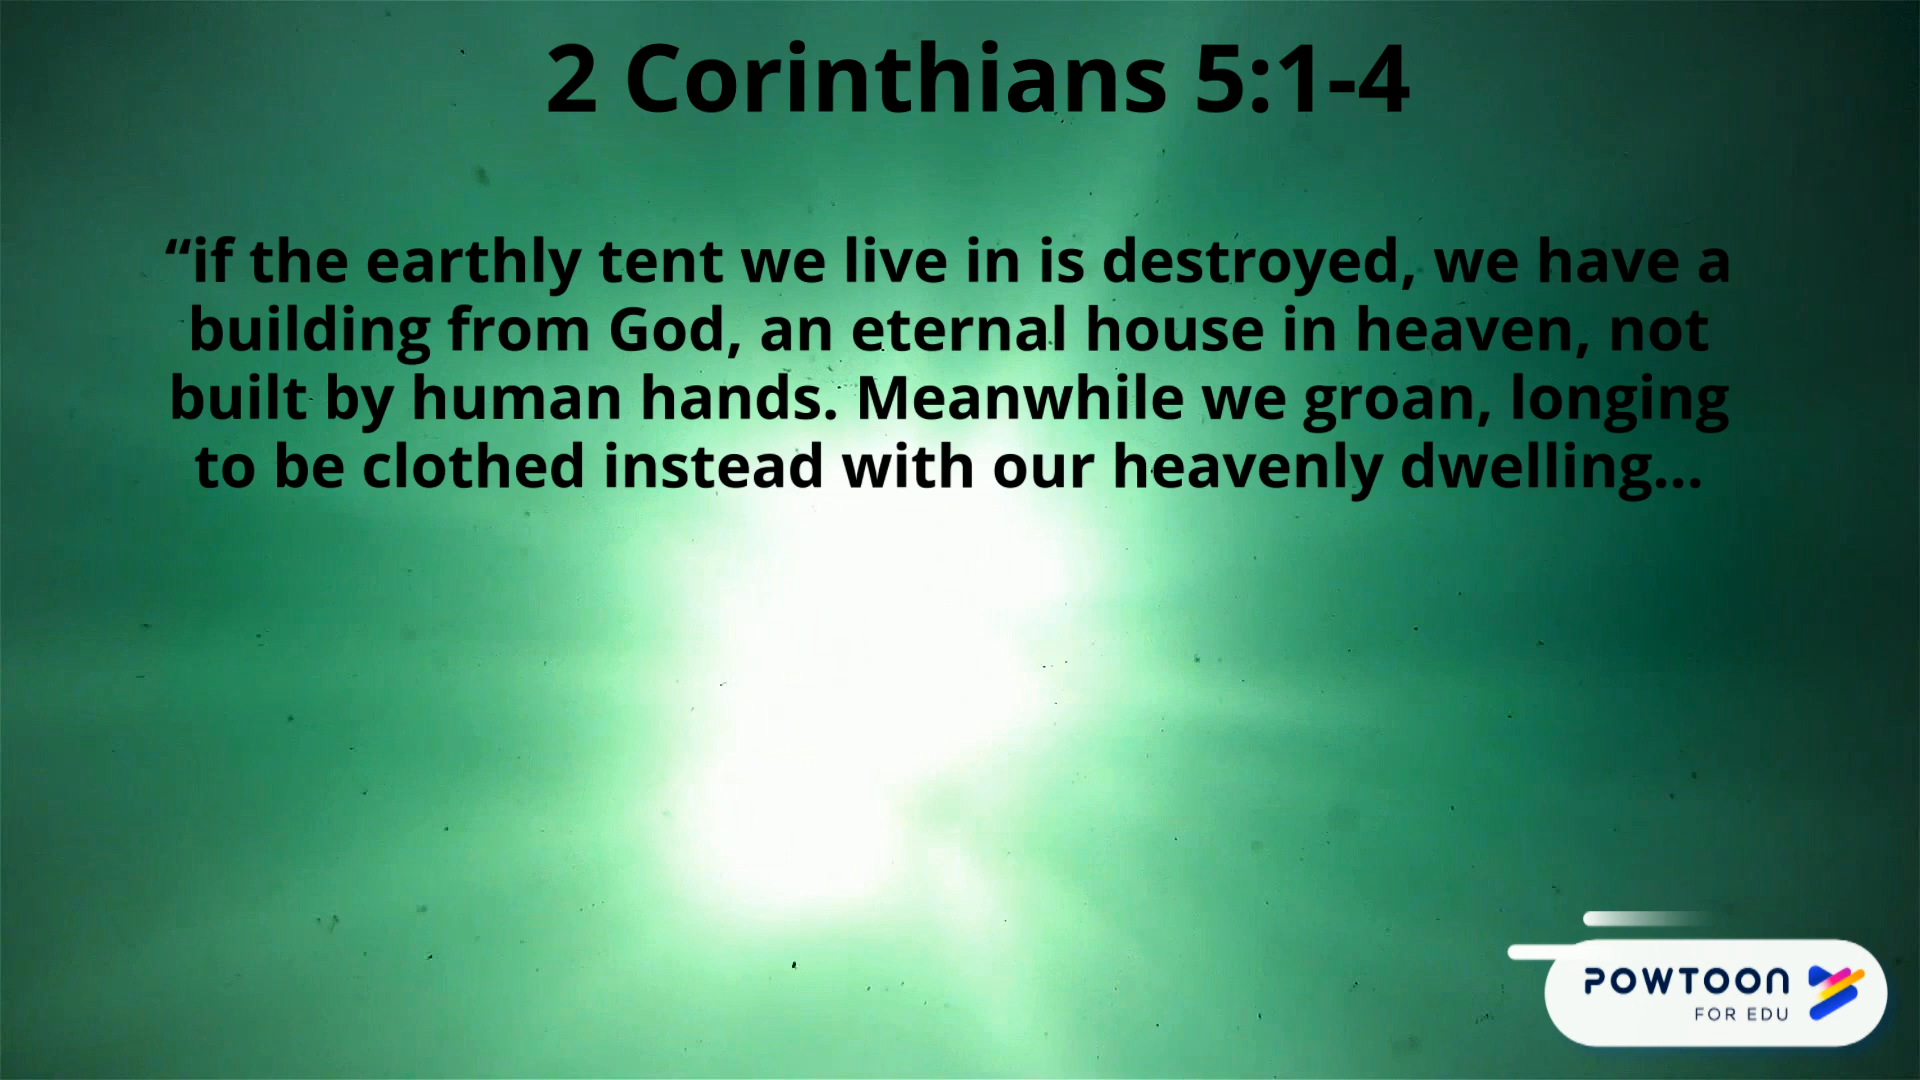 2 Corinthians 5:1-4
“if the earthly tent we live in is destroyed, we have a
building from God, an eternal house in heaven, not
built by human hands. Meanwhile we groan, longing
to be clothed instead with our heavenly dwelling...
POWTOON
FOR EDU